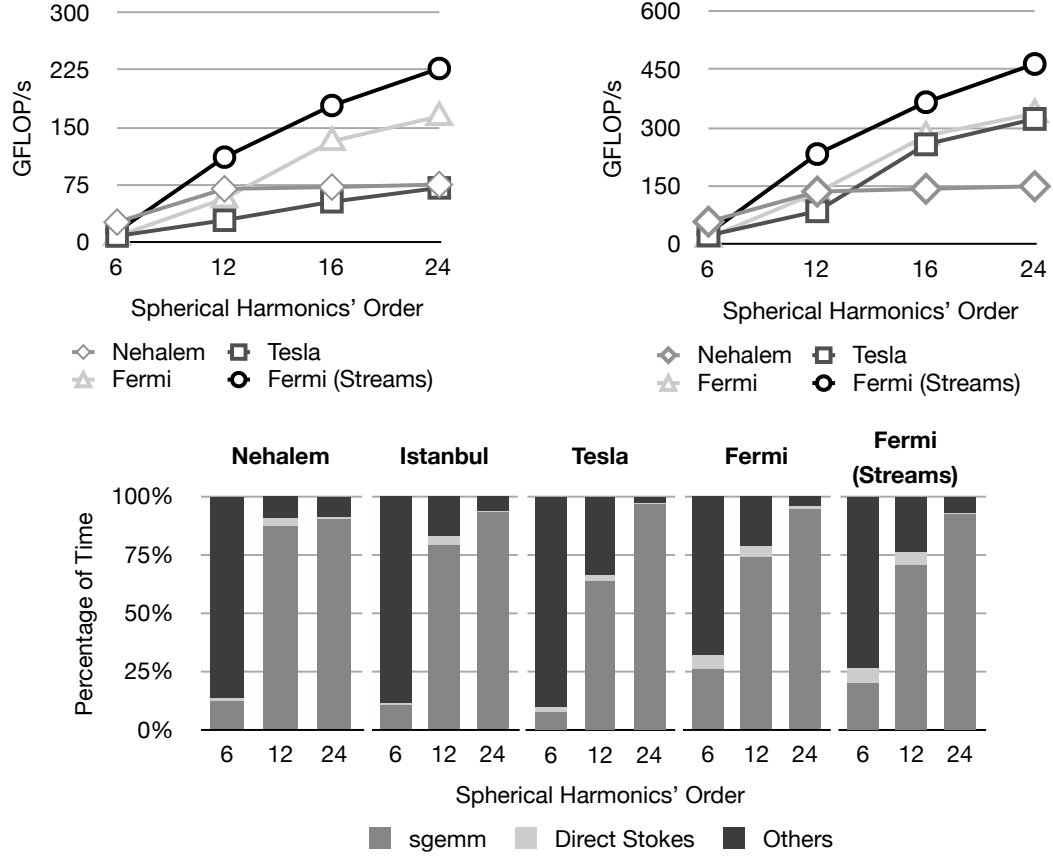 300
225
150
75
0
GFLOP/s
6 12 16 24
Spherical Harmonics’ Order
Nehalem Tesla
Fermi Fermi (Streams)
600
450
300
150
0
GFLOP/s
6 12 16 24
Spherical Harmonics’ Order
Nehalem Tesla
Fermi Fermi (Streams)
Nehalem Istanbul Tesla Fermi Fermi
(Streams)
100%
75%
50%
25%
0%
Percentage of Time
6 12 24 6 12 24 6 12 24 6 12 24 6 12 24
Spherical Harmonics’ Order
sgemm Direct Stokes Others